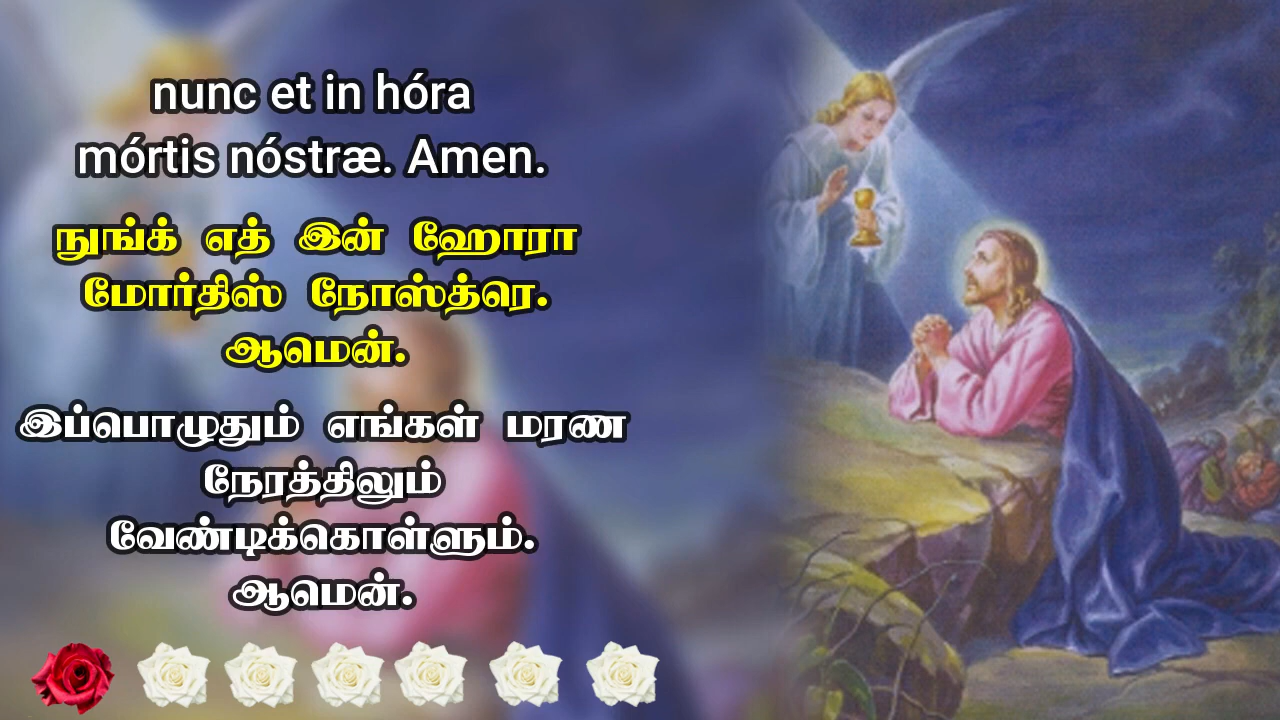 nunc et in hóra
mórtis nóstræ. Amen.
நுங்க் எத் இன் ஹோரா
மோர்திஸ் நோஸ்த்ரெ.
ஆமென்.
இப்பொழுதும் எங்கள் மரண
நேரத்திலும்
வேண்டிக்கொள்ளும்.
ஆமென்.